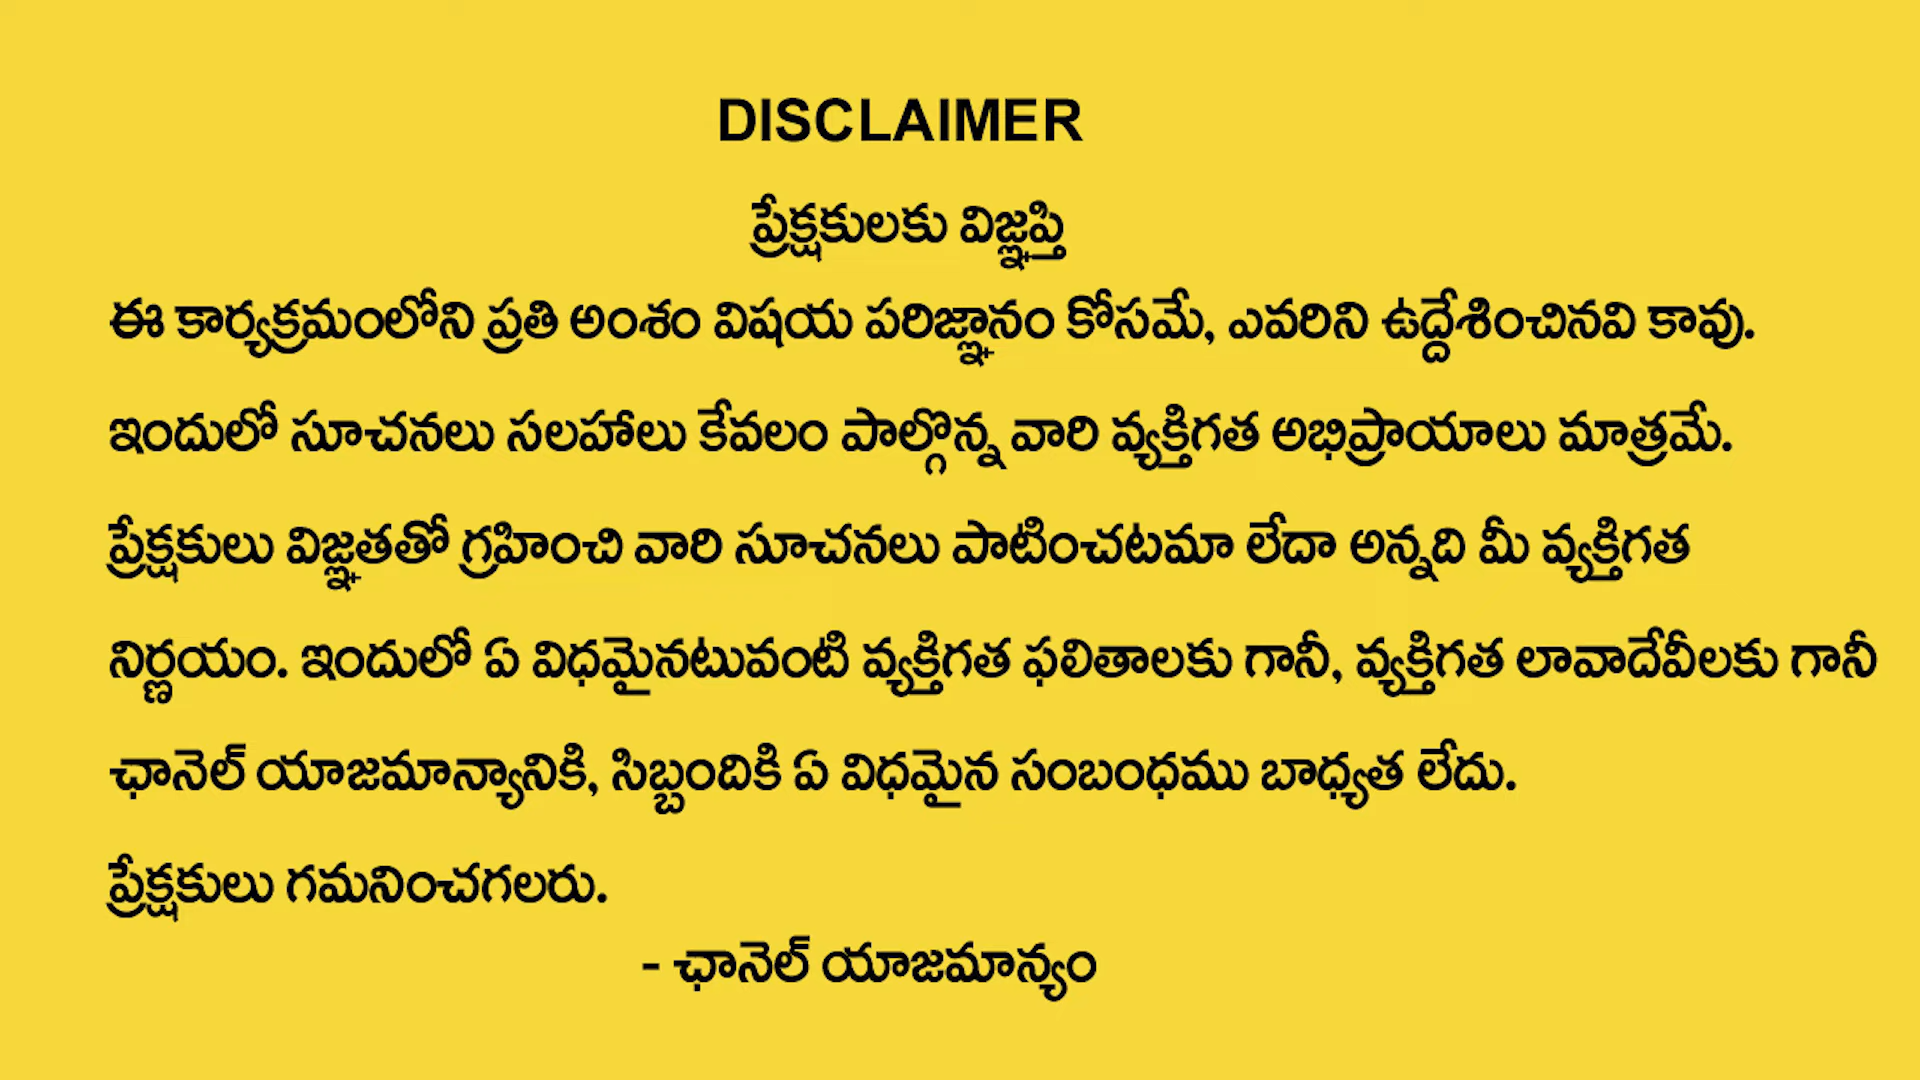 DISCLAIMER
ప్రేక్షకులకు విజ్ఞప్తి
ఈ కార్యక్రమంలోని ప్రతి అంశం విషయ పరిజ్ఞానం కోసమే, ఎవరిని ఉద్దేశించినవి కావు.
ఇందులో సూచనలు సలహాలు కేవలం పాల్గొన్న వారి వ్యక్తిగత అభిప్రాయాలు మాత్రమే.
ప్రేక్షకులు విజ్ఞతతో గ్రహించి వారి సూచనలు పాటించటమా లేదా అన్నది మీ వ్యక్తిగత
నిర్ణయం. ఇందులో ఏ విధమైనటువంటి వ్యక్తిగత ఫలితాలకు గానీ, వ్యక్తిగత లావాదేవీలకు గానీ
ఛానెల్ యాజమాన్యానికి, సిబ్బందికి ఏ విధమైన సంబంధము బాధ్యత లేదు.
ప్రేక్షకులు గమనించగలరు.
- ఛానెల్ యాజమాన్యం